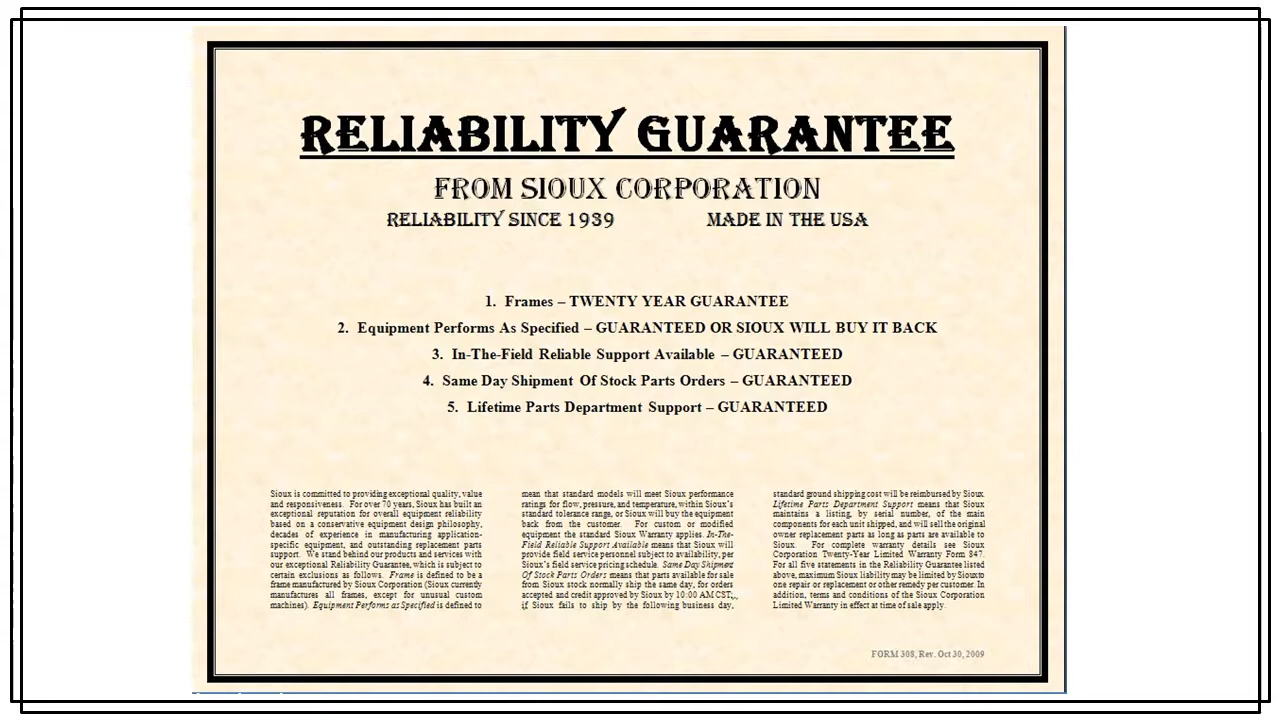 RELIABILITY GUARANTEE
FROM SIOUX CORPORATION
RELIABILITY SINCE 1939 MADE IN THE USA
1. Frames – TWENTY YEAR GUARANTEE
2. Equipment Performs As Specified – GUARANTEED OR SIOUX WILL BUY IT BACK
3. In-The-Field Reliable Support Available – GUARANTEED
4. Same Day Shipment Of Stock Parts Orders – GUARANTEED
5. Lifetime Parts Department Support – GUARANTEED
Sioux is committed to providing exceptional quality, value
and responsiveness. For over 70 years, Sioux has built an
exceptional reputation for overall equipment reliability
based on a conservative equipment design philosophy,
decades of experience in manufacturing application-
specific equipment, and outstanding replacement parts
support. We stand behind our products and services with
our exceptional Reliability Guarantee, which is subject to
certain exclusions as follows. Frame is defined to be a
frame manufactured by Sioux Corporation (Sioux currently
manufactures all frames, except for unusual custom
machines). Equipment Performs as Specified is defined to
mean that standard models will meet Sioux performance
ratings for flow, pressure, and temperature, within Sioux's
standard tolerance range, or Sioux will buy the equipment
back from the customer. For custom or modified
equipment the standard Sioux Warranty applies. In-The-
Field Reliable Support Available means that Sioux will
provide field service personnel subject to availability, per
Sioux's field service pricing schedule. Same Day Shipment
Of Stock Parts Orders means that parts available for sale
from Sioux stock normally ship the same day, for orders
accepted and credit approved by Sioux by 10:00 AM CST,
if Sioux fails to ship by the following business day,
standard ground shipping cost will be reimbursed by Sioux
Lifetime Parts Department Support means that Sioux
maintains a listing, by serial number, of the main
components for each unit shipped, and will sell the original
owner replacement parts as long as parts are available to
Sioux. For complete warranty details see Sioux
Corporation Twenty-Year Limited Warranty Form 847.
For all five statements in the Reliability Guarantee listed
above, maximum Sioux liability may be limited by Sioux to
one repair or replacement or other remedy per customer. In
addition, terms and conditions of the Sioux Corporation
Limited Warranty in effect at time of sale apply.
FORM 308, Rev. Oct 30, 2009